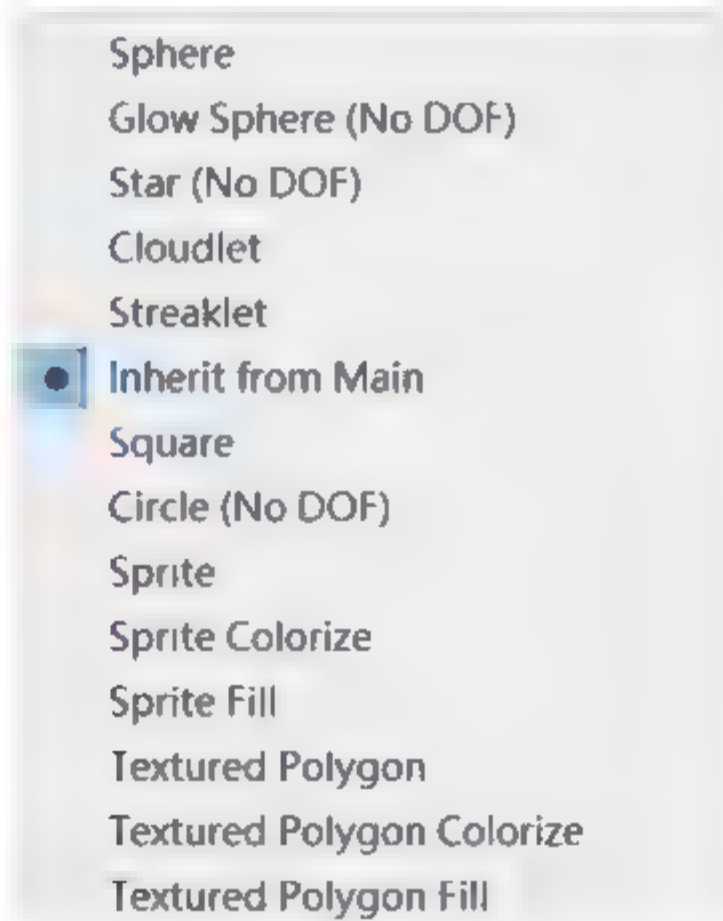 Sphere
Glow Sphere (No DOF)
Star (No DOF)
Cloudlet
Streaklet
Inherit from Main
Square
Circle (No DOF)
Sprite
Sprite Colorize
Sprite Fill
Textured Polygon
Textured Polygon Colorize
Textured Polygon Fill